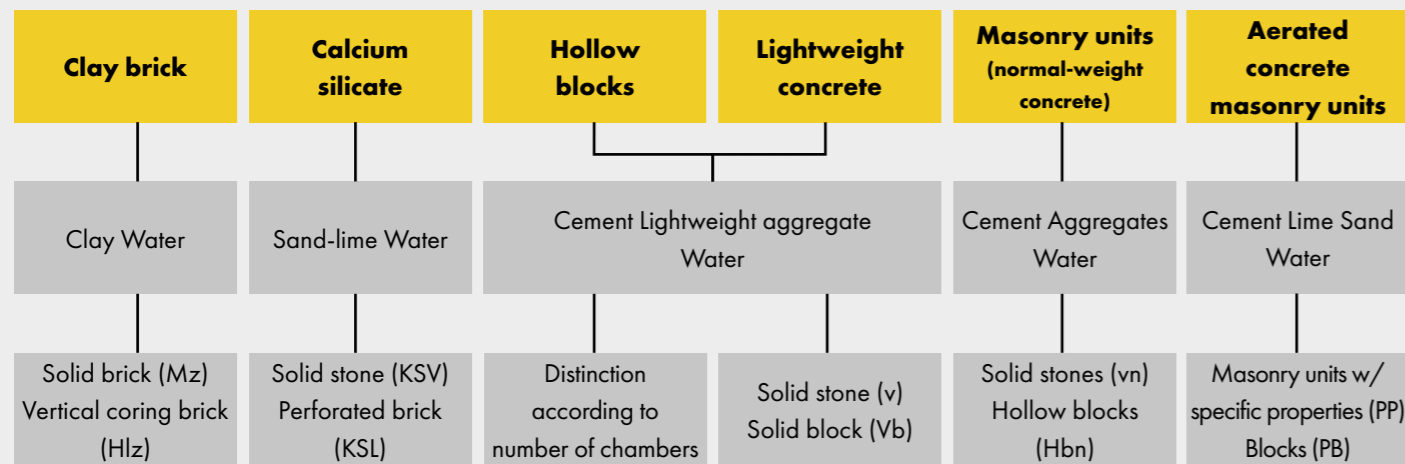 Clay brick
Calcium
silicate
Hollow
blocks
Lightweight
concrete
Masonry units
(normal-weight
concrete)
Aerated
concrete
masonry units
Clay Water
Sand-lime Water
Cement Lightweight aggregate
Water
Cement Aggregates
Water
Cement Lime Sand
Water
Solid brick (Mz)
Vertical coring brick
(Hlz)
Solid stone (KSV)
Perforated brick
(KSL)
Distinction
according to
number of chambers
Solid stone (v)
Solid block (Vb)
Solid stones (vn)
Hollow blocks
(Hbn)
Masonry units w/
specific properties (PP)
Blocks (PB)